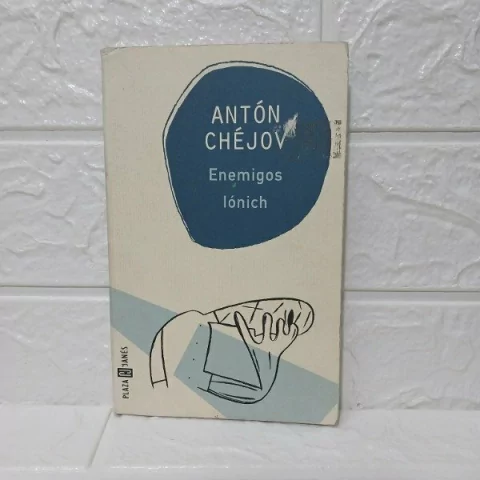 ANTÓN
CHÉJOV
Enemigos
Iónich
PLAZA JANÉS